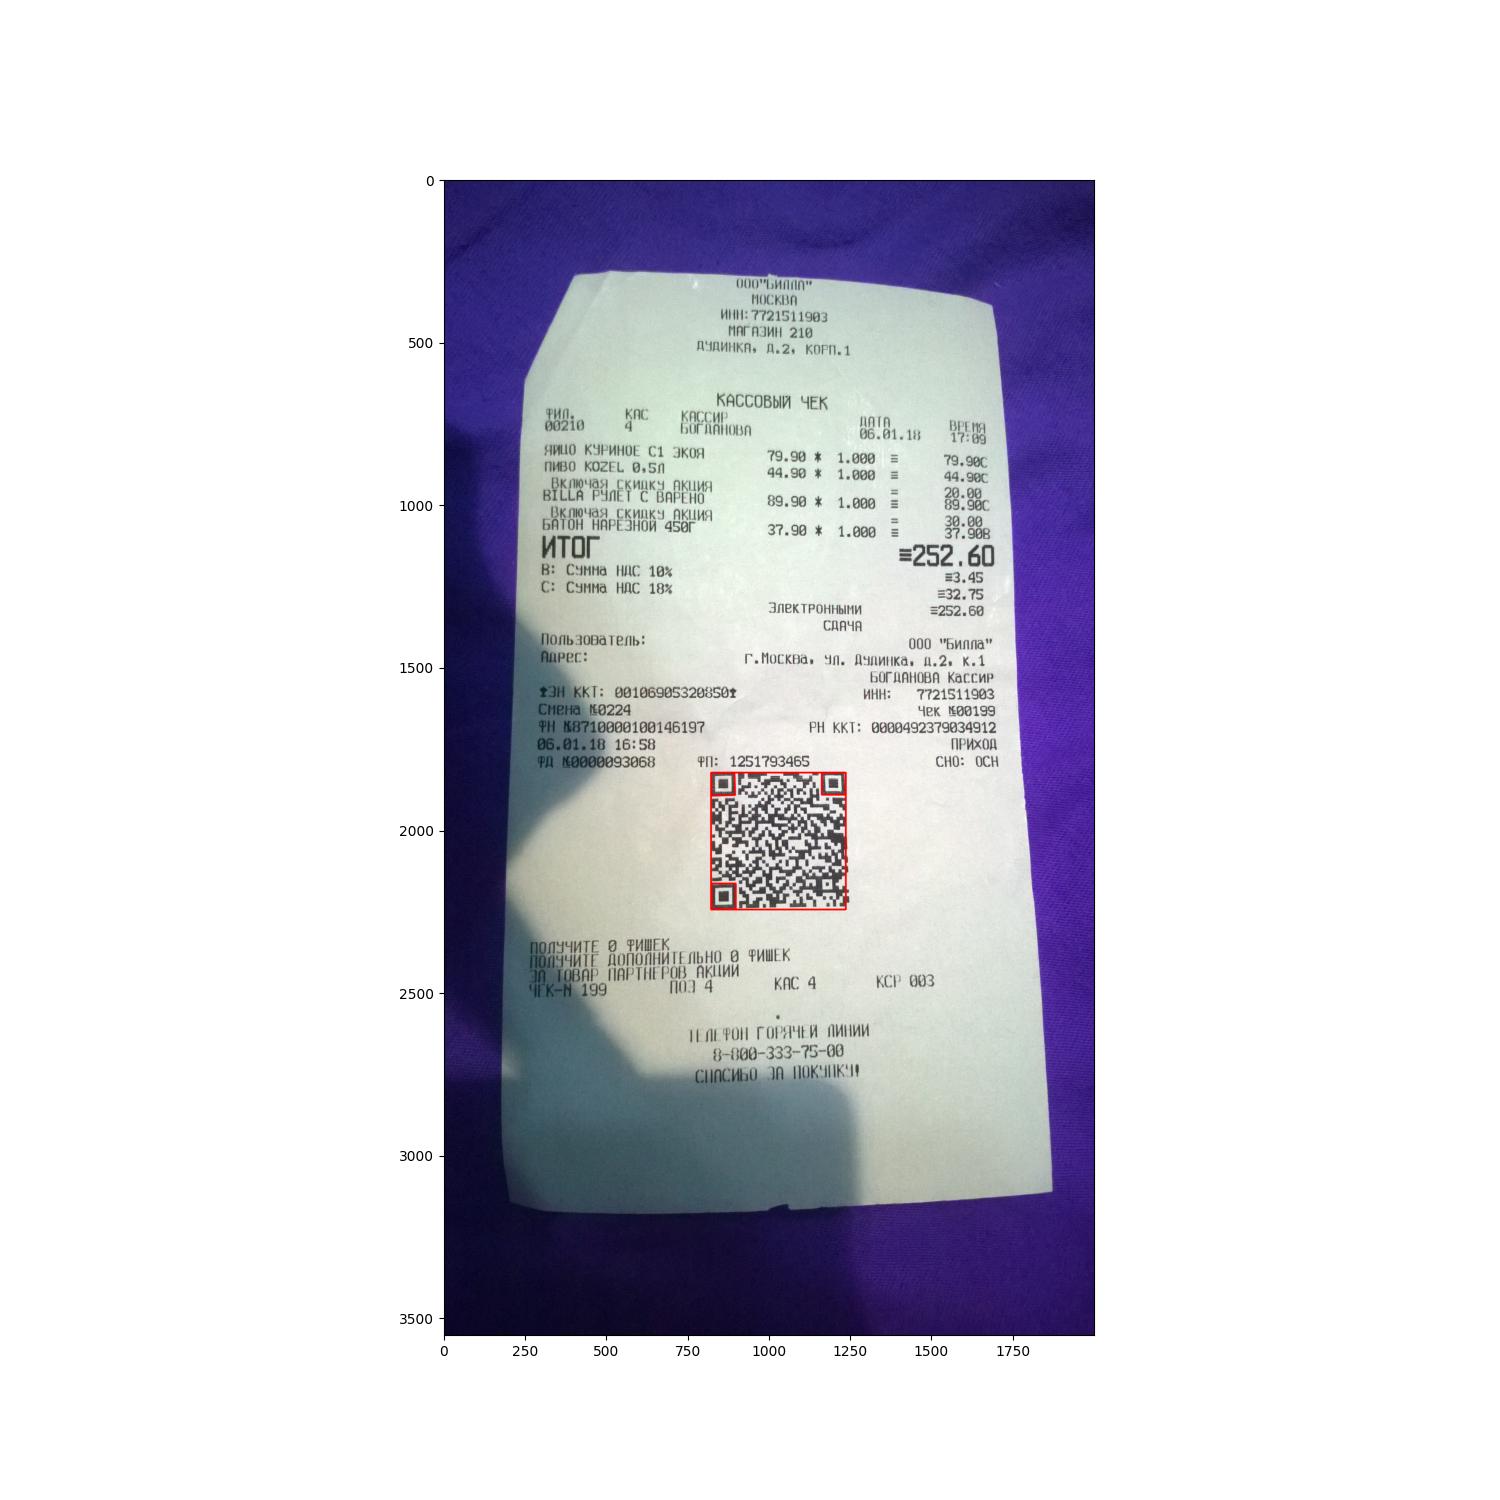 ООО"БИЛЛА"
МОСКВА
ИНН:7721511903
МАГАЗИН 210
ДУДИНКА, Д.2, КОРП.1
КАССОВЫЙ ЧЕК
ФИЛ. КАС КАССИР ДАТА ВРЕМЯ
00210 4 БОГДАНОВА 06.01.18 17:09
ЯЙЦО КУРИНОЕ С1 ЭКОЯ 79.90 * 1.000 ≡ 79.90С
ПИВО KOZEL 0,5Л 44.90 * 1.000 ≡ 44.90С
Включая скидку АКЦИЯ = 20.00
BILLA РУЛЕТ С ВАРЕНО 89.90 * 1.000 ≡ 89.90С
Включая скидку АКЦИЯ = 30.00
БАТОН НАРЕЗНОЙ 450Г 37.90 * 1.000 ≡ 37.90В
ИТОГ ≡252.60
В: Сумма НДС 10% ≡3.45
С: Сумма НДС 18% ≡32.75
Электронными ≡252.60
СДАЧА
Пользователь: ООО "Билла"
Адрес: г.Москва, ул. Дудинка, д.2, к.1
БОГДАНОВА Кассир
ЗН ККТ: 00106905320850 ИНН: 7721511903
Смена №0224 Чек №00199
ФН №8710000100146197 РН ККТ: 0000492379034912
06.01.18 16:58 ПРИХОД
ФД №0000093068 ФП: 1251793465 СНО: ОСН
ПОЛУЧИТЕ 0 ФИШЕК
ПОЛУЧИТЕ ДОПОЛНИТЕЛЬНО 0 ФИШЕК
ЗА ТОВАР ПАРТНЕРОВ АКЦИИ
ЧЕК-N 199 ПОЗ 4 КАС 4 КСР 003
ТЕЛЕФОН ГОРЯЧЕЙ ЛИНИИ
8-800-333-75-00
СПАСИБО ЗА ПОКУПКУ!
0
500
1000
1500
2000
2500
3000
3500
0 250 500 750 1000 1250 1500 1750